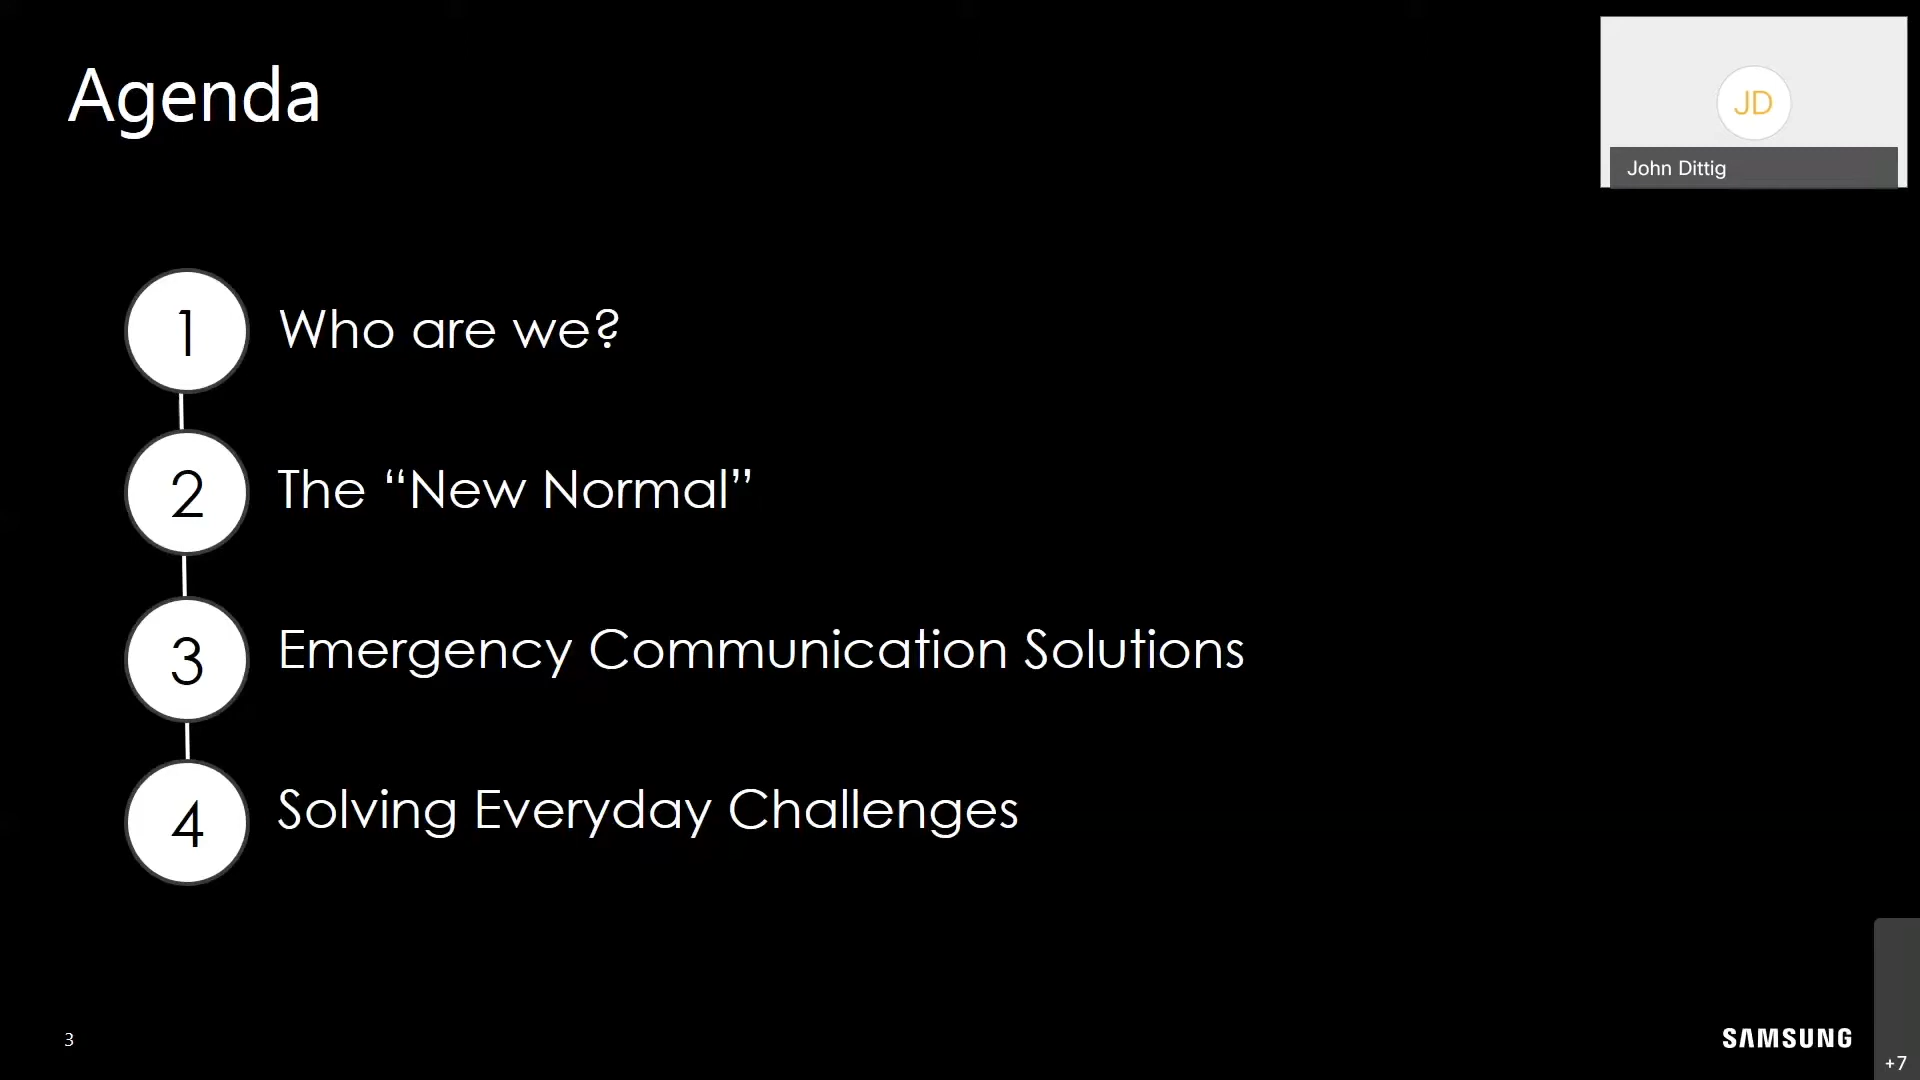 Agenda
JD
John Dittig
1 Who are we?
2 The “New Normal”
3 Emergency Communication Solutions
4 Solving Everyday Challenges
3
SAMSUNG
+7